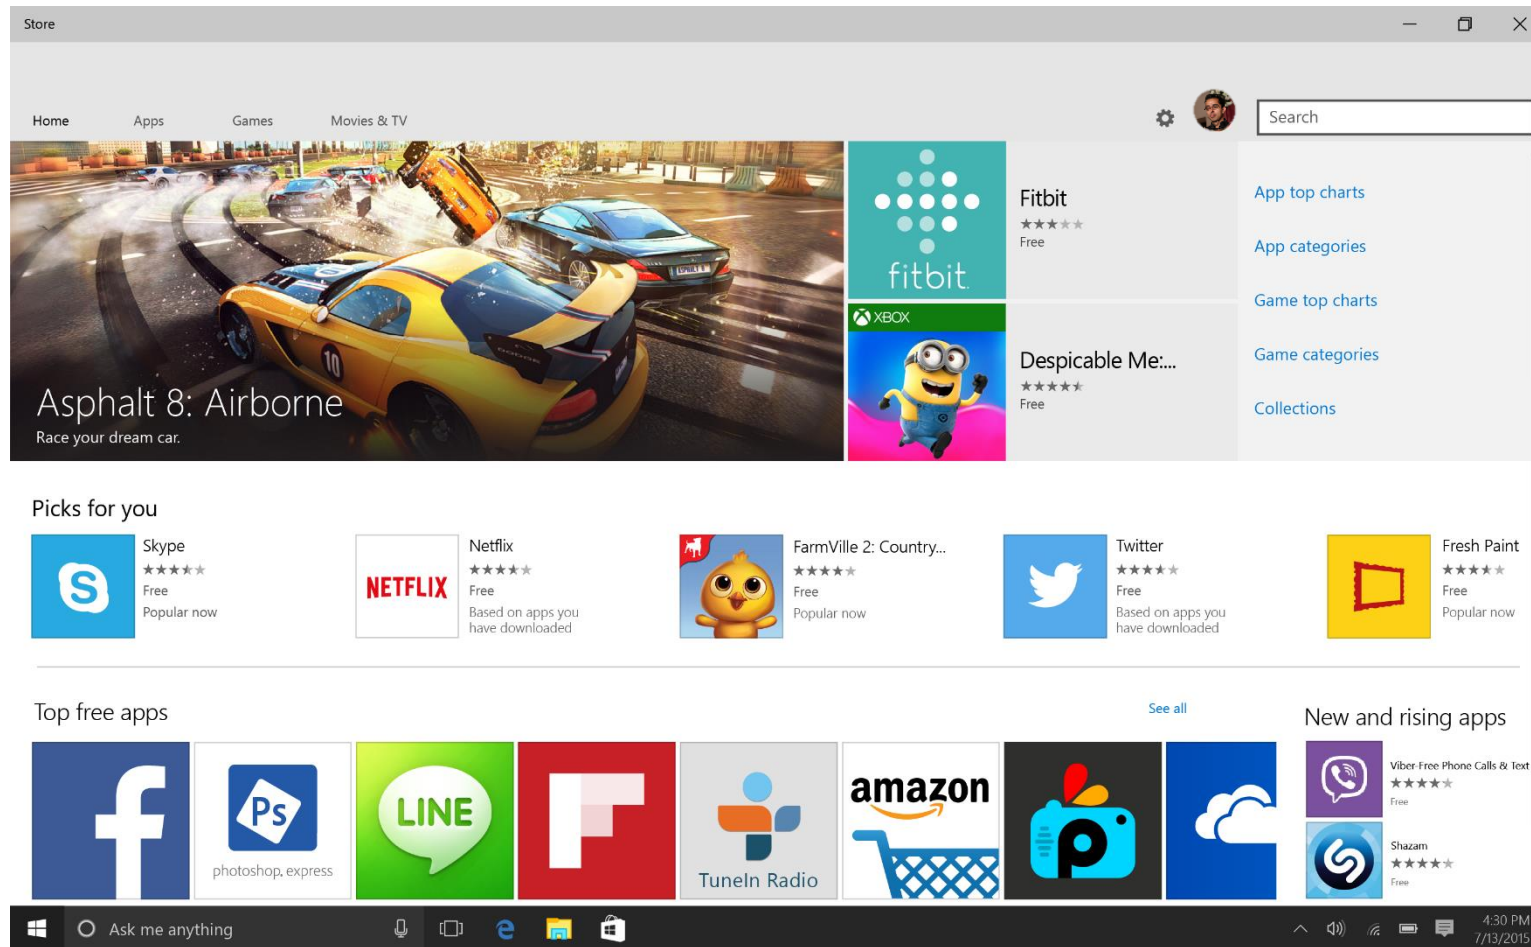 Store
Home
Apps
Games
Movies & TV
Search
Asphalt 8: Airborne
Race your dream car.
10
DODGE
ASPHALT 8
fitbit
Fitbit
Free
XBOX
Despicable Me:...
Free
App top charts
App categories
Game top charts
Game categories
Collections
Picks for you
Skype
Free
Popular now
NETFLIX
Netflix
Free
Based on apps you
have downloaded
FarmVille 2: Country...
Free
Popular now
Twitter
Free
Based on apps you
have downloaded
Fresh Paint
Free
Popular now
Top free apps
See all
Ps
photoshop, express
LINE
TuneIn Radio
amazon
New and rising apps
Viber-Free Phone Calls & Text
Free
Shazam
Free
Ask me anything
4:30 PM
7/13/2015